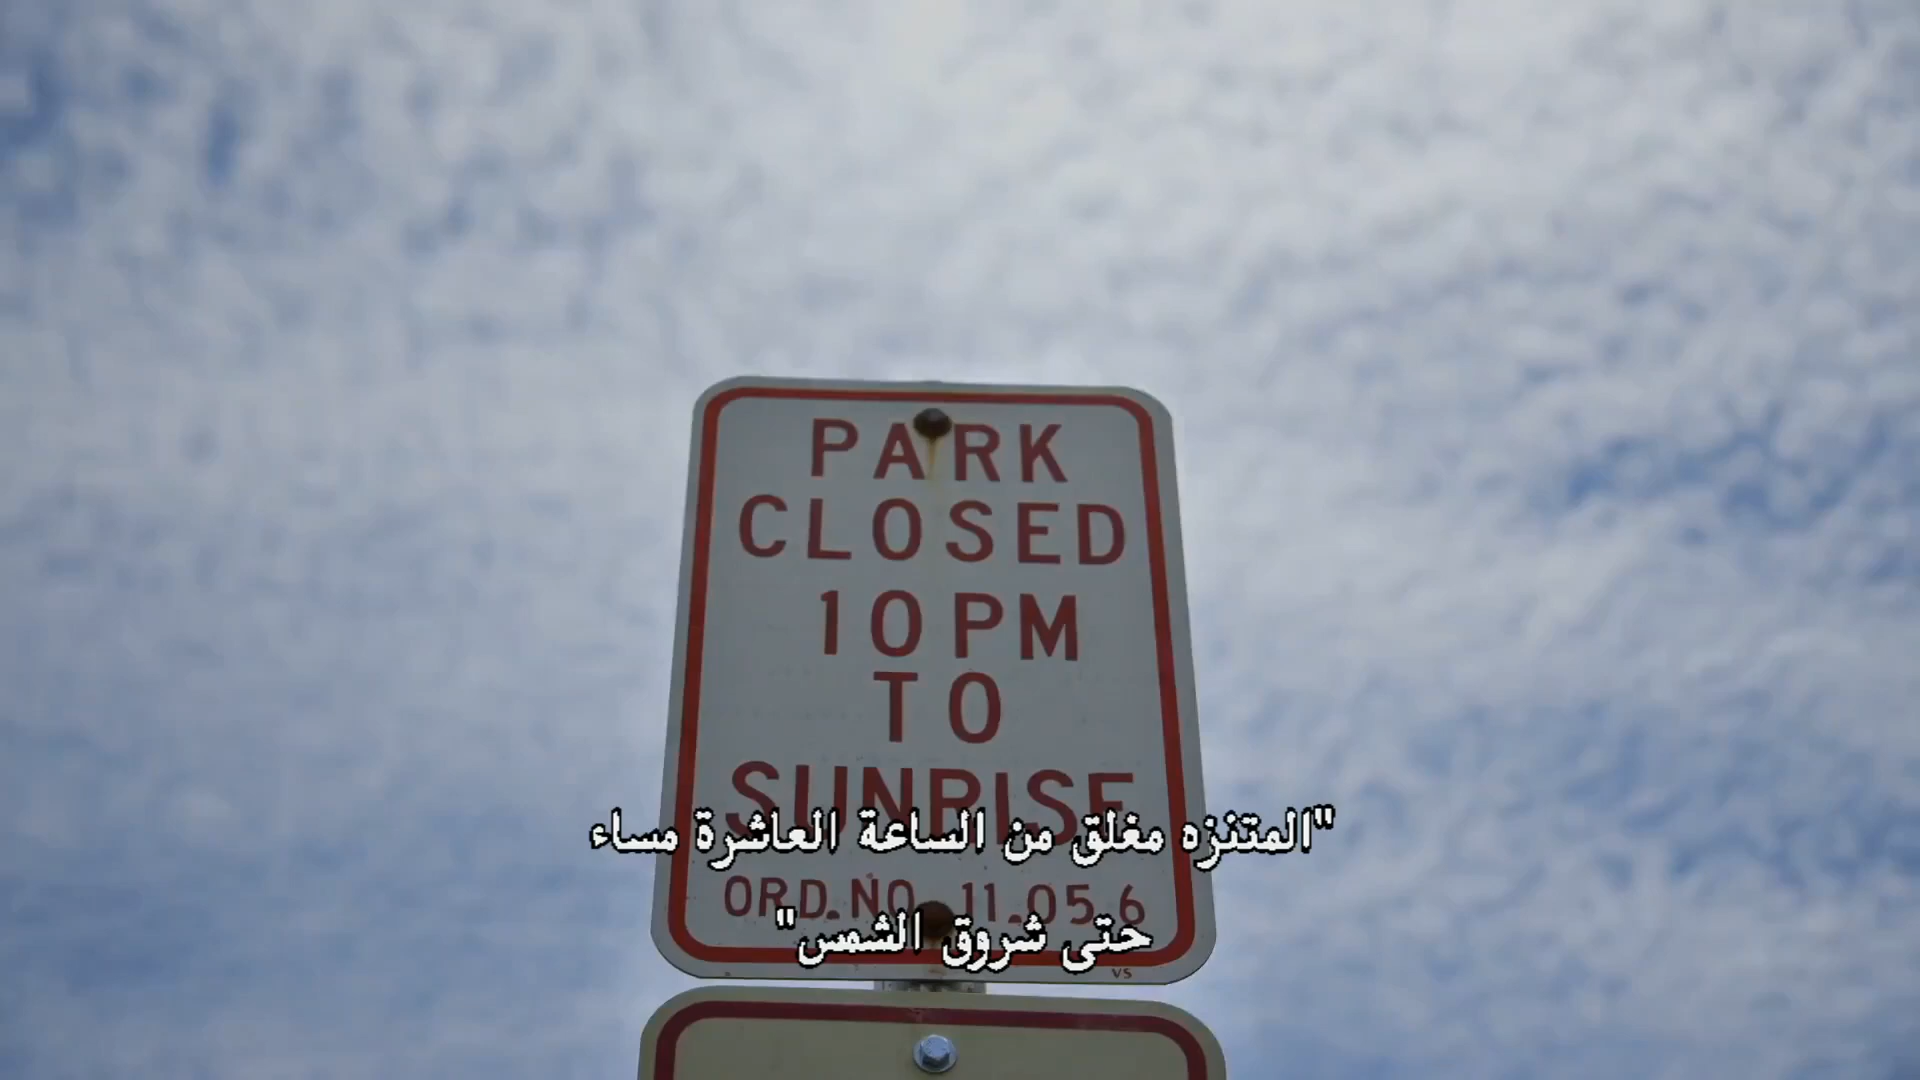 PARK
CLOSED
10 PM
TO
SUNRISE
"المتنزه مغلق من الساعة العاشرة مساء
ORD. NO. 11.05.6
حتى شروق الشمس"
VS